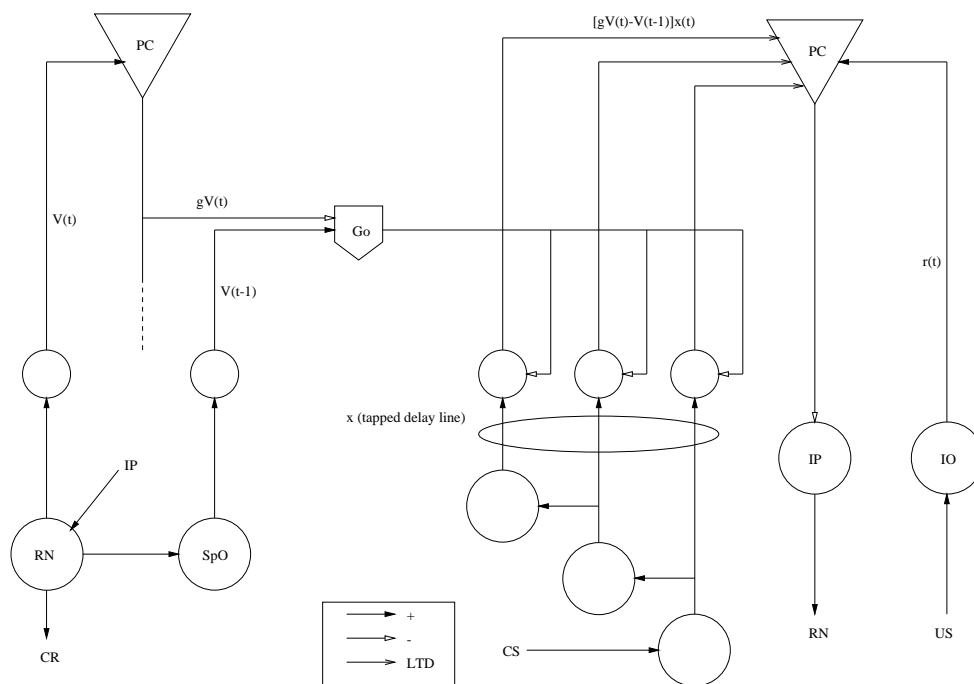 [gV(t)-V(t-1)]x(t)
PC
PC
gV(t)
V(t)
Go
r(t)
V(t-1)
x (tapped delay line)
IP
IP
IO
RN
SpO
+
-
LTD
CR
CS
RN
US